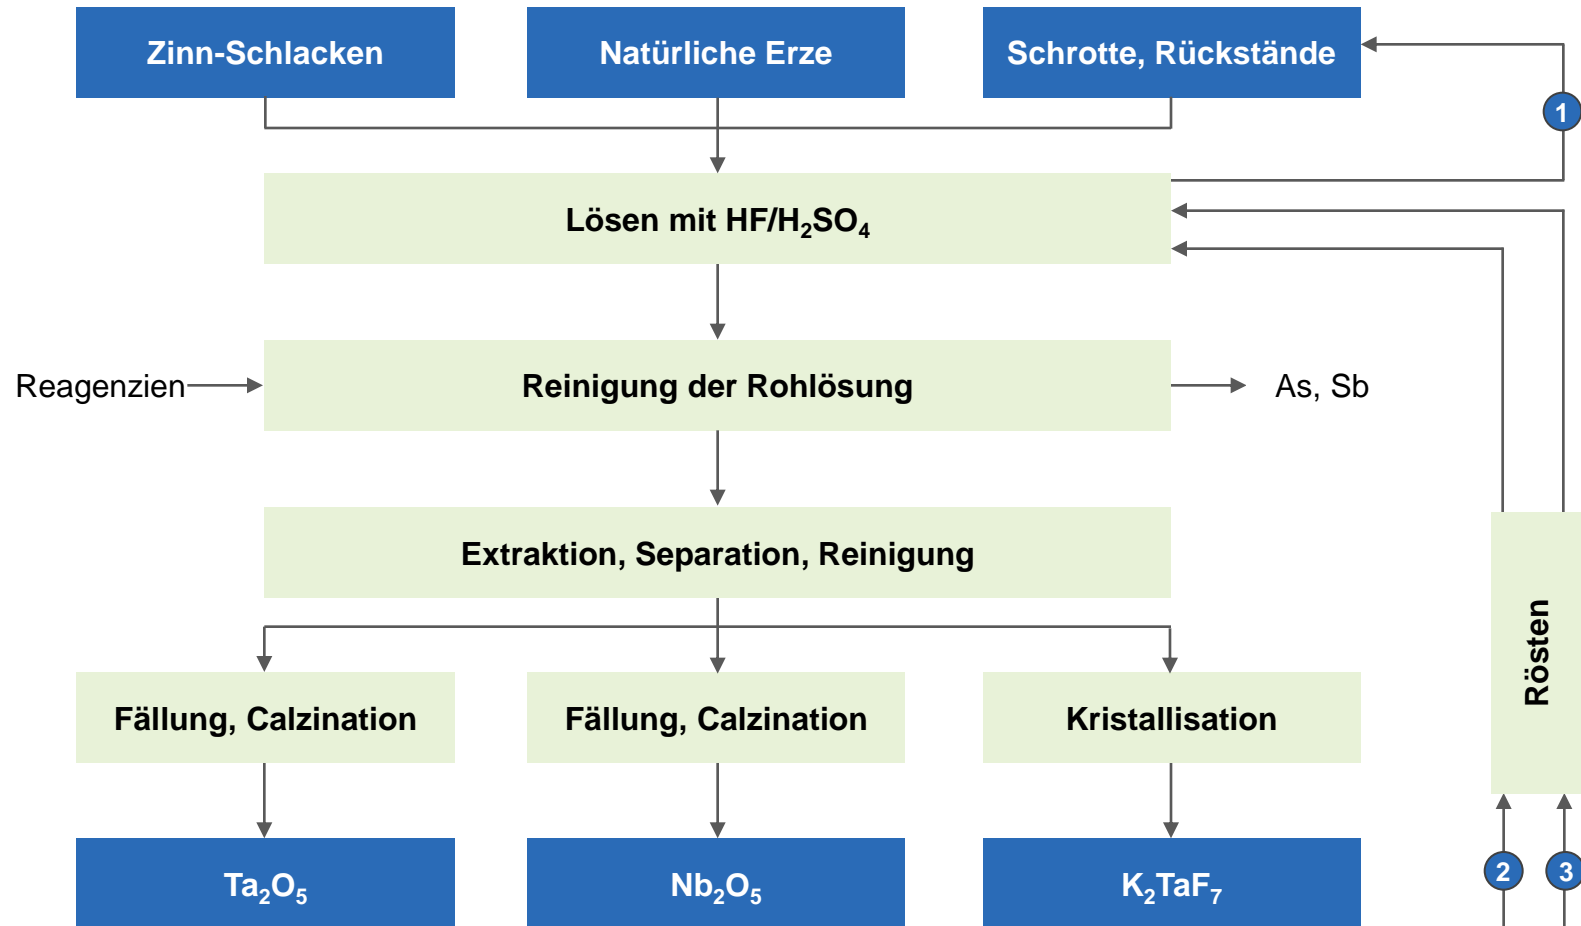 Zinn-Schlacken
Natürliche Erze
Schrotte, Rückstände
1
Lösen mit HF/H₂SO₄
Reagenzien
Reinigung der Rohlösung
As, Sb
Extraktion, Separation, Reinigung
Rösten
Fällung, Calzination
Fällung, Calzination
Kristallisation
Ta₂O₅
Nb₂O₅
K₂TaF₇
2
3